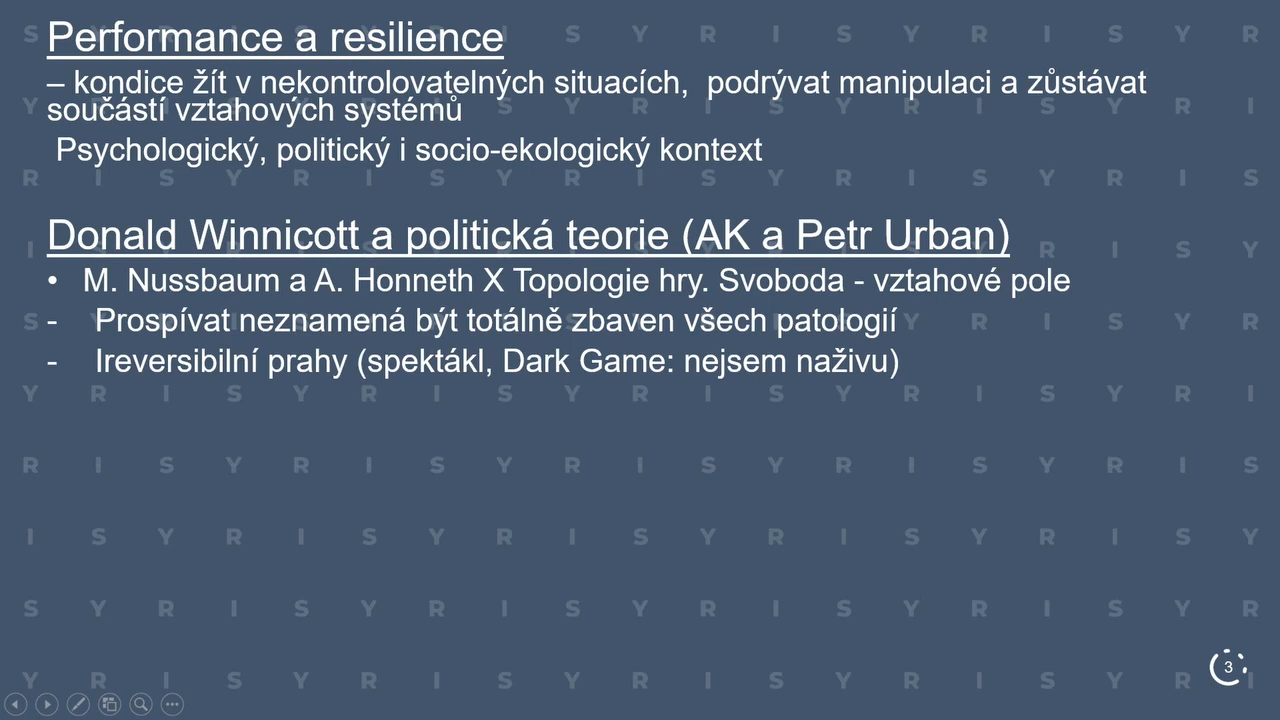 Performance a resilience
– kondice žít v nekontrolovatelných situacích,  podrývat manipulaci a zůstávat
součástí vztahových systémů
Psychologický, politický i socio-ekologický kontext
Donald Winnicott a politická teorie (AK a Petr Urban)
• M. Nussbaum a A. Honneth X Topologie hry. Svoboda - vztahové pole
- Prospívat neznamená být totálně zbaven všech patologií
- Ireversibilní prahy (spektákl, Dark Game: nejsem naživu)
3